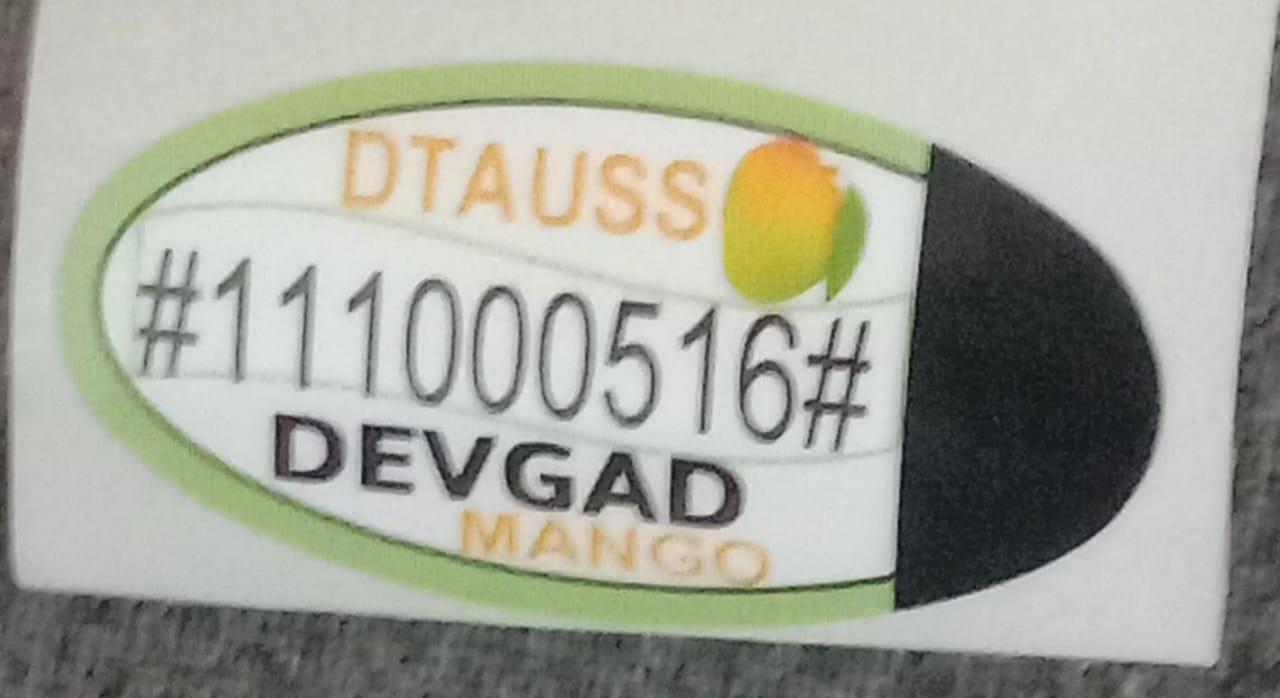 DTAUSS
#111000516#
DEVGAD
MANGO